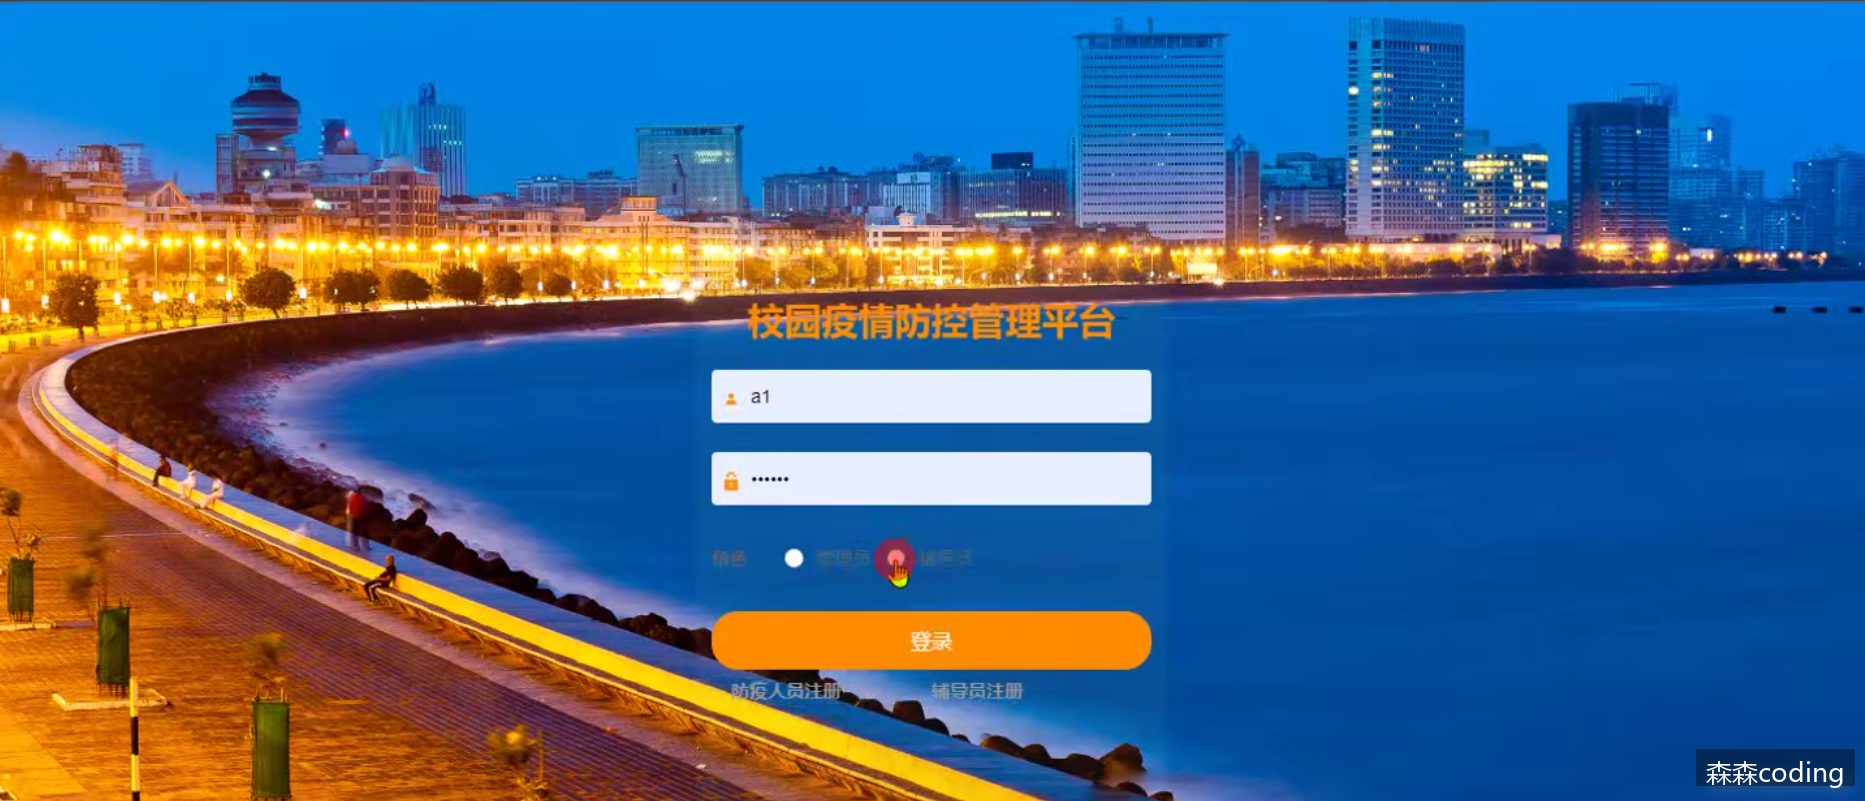 校园疫情防控管理平台
a1
••••••
角色 管理员 辅导员
登录
防疫人员注册 辅导员注册
森森coding